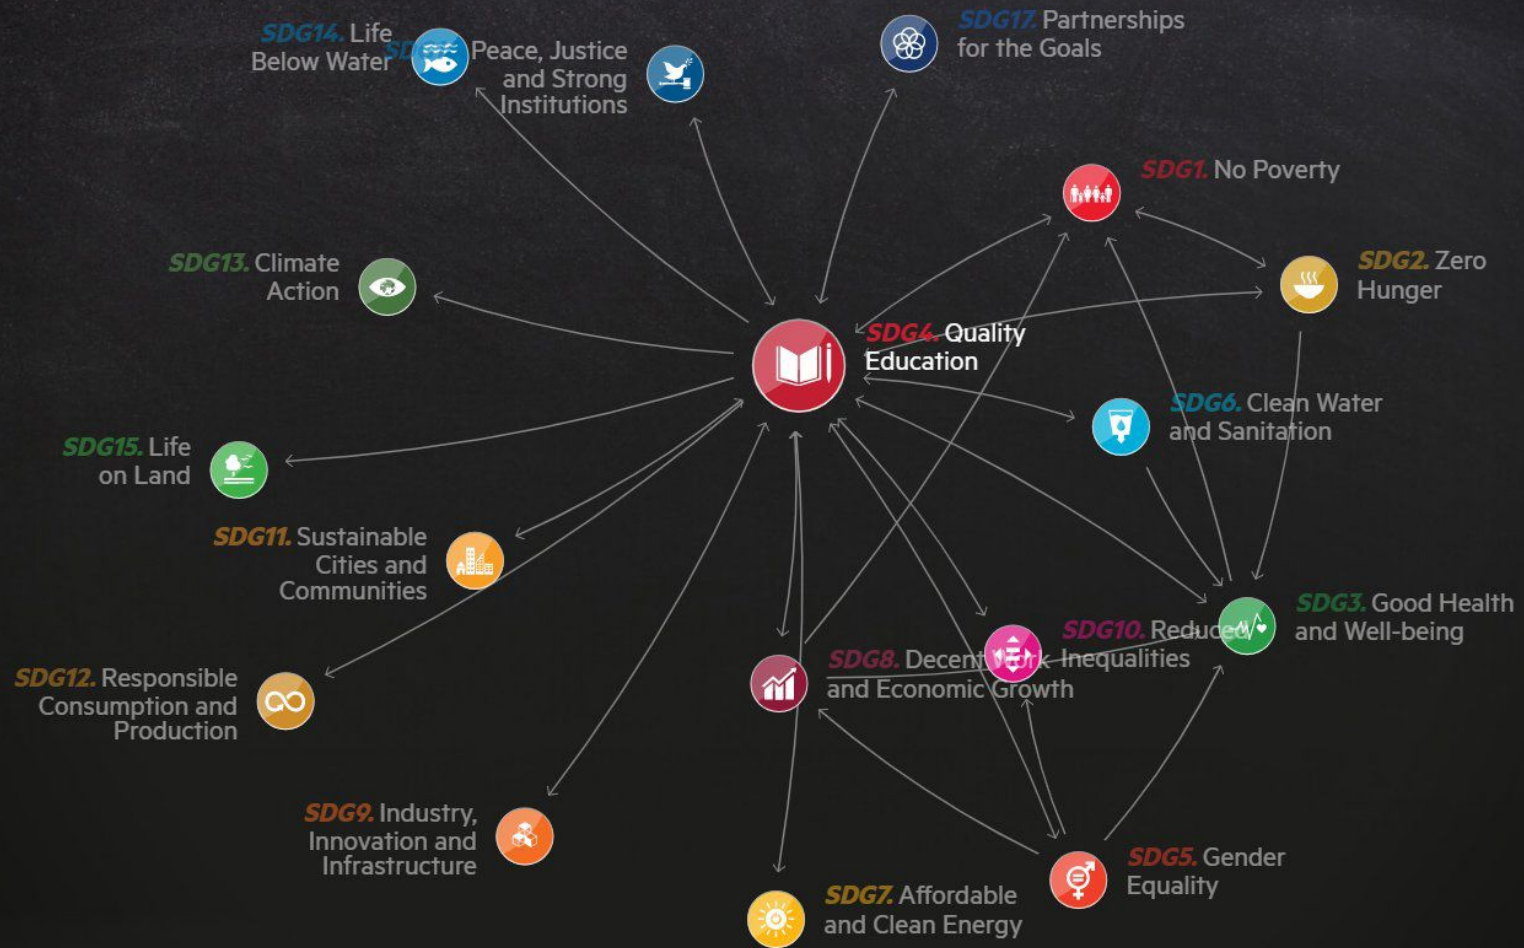 SDG14. Life
Below Water
Peace, Justice
and Strong
Institutions
SDG17. Partnerships
for the Goals
SDG1. No Poverty
SDG13. Climate
Action
SDG2. Zero
Hunger
SDG4. Quality
Education
SDG6. Clean Water
and Sanitation
SDG15. Life
on Land
SDG11. Sustainable
Cities and
Communities
SDG3. Good Health
and Well-being
SDG10. Reduced
Inequalities
SDG8. Decent Work
and Economic Growth
SDG12. Responsible
Consumption and
Production
SDG9. Industry,
Innovation and
Infrastructure
SDG5. Gender
Equality
SDG7. Affordable
and Clean Energy